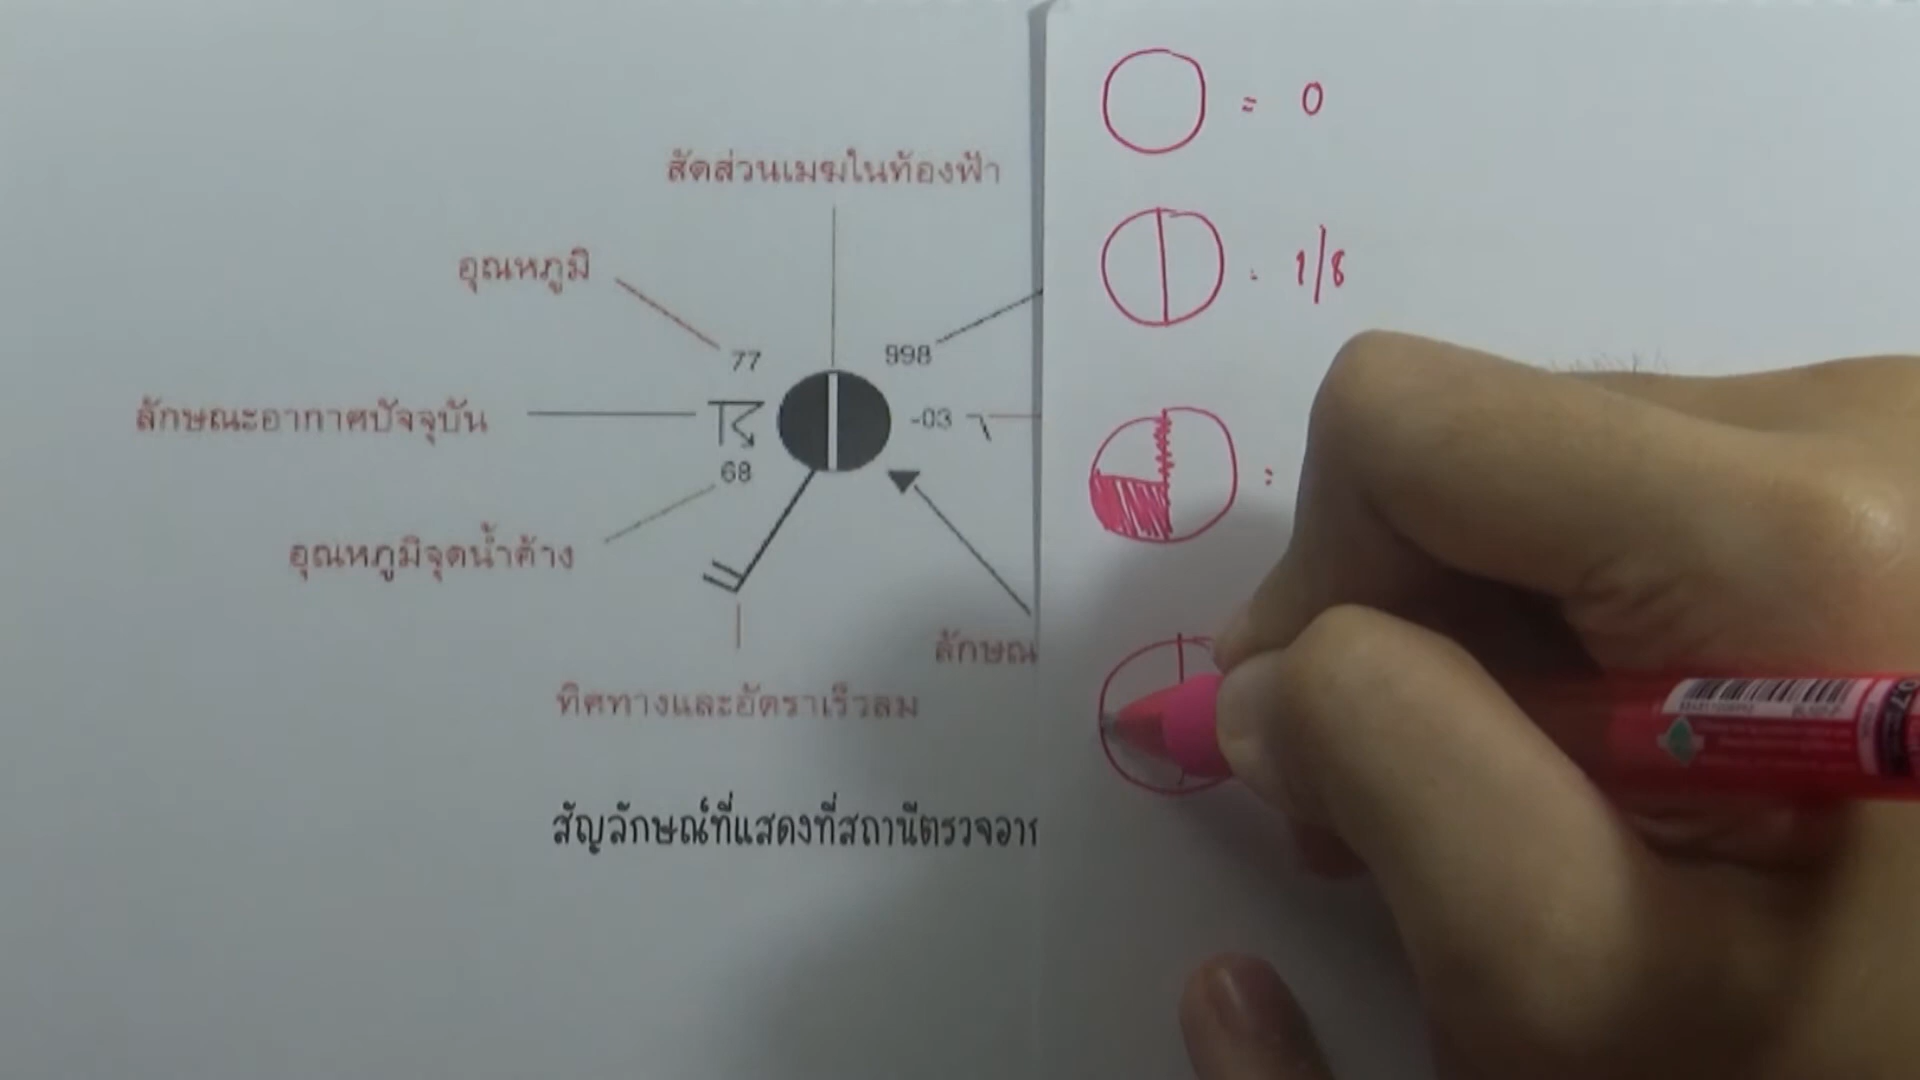 สัดส่วนเมฆในท้องฟ้า
อุณหภูมิ
77
998
ลักษณะอากาศปัจจุบัน
-03
68
อุณหภูมิจุดน้ำค้าง
ลักษณ
ทิศทางและอัตราเร็วลม
สัญลักษณ์ที่แสดงที่สถานีตรวจอา
= 0
: 1/8
: